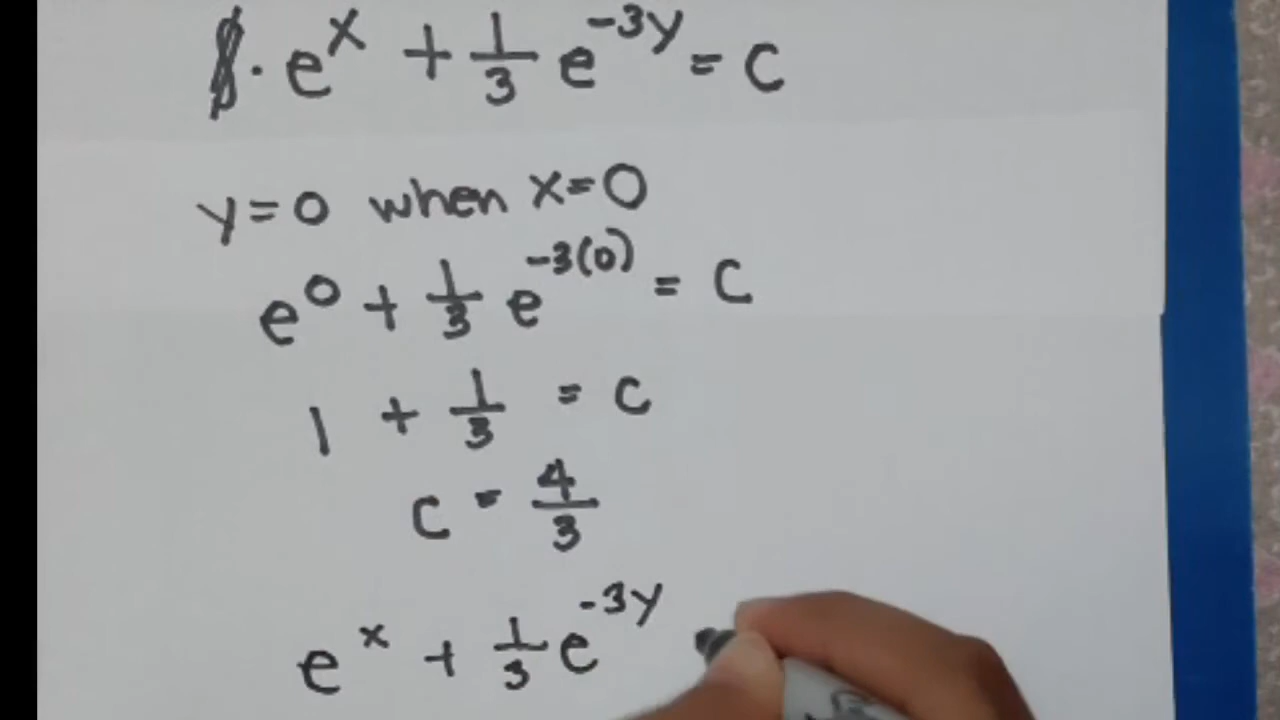 $. e^x + 1/3 e^-3y = C
y=0 when x=0
e^0 + 1/3 e^-3(0) = C
1 + 1/3 = C
C = 4/3
e^x + 1/3 e^-3y